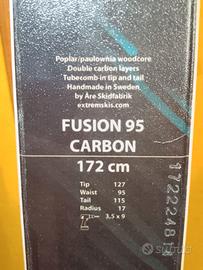 Poplar/paulownia woodcore
Double carbon layers
Tubecomb in tip and tail
Handmade in Sweden
by Åre Skidfabrik
extremskis.com
FUSION 95
CARBON
172 cm
Tip 127
Waist 95
Tail 115
Radius 17
3,5 x 9
subito